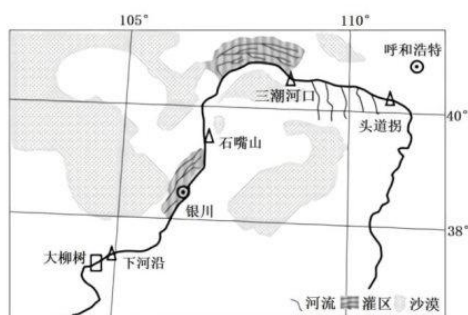 105°
110°
呼和浩特
三潮河口
头道拐
40°
石嘴山
银川
38°
大柳树
下河沿
河流
灌区
沙漠